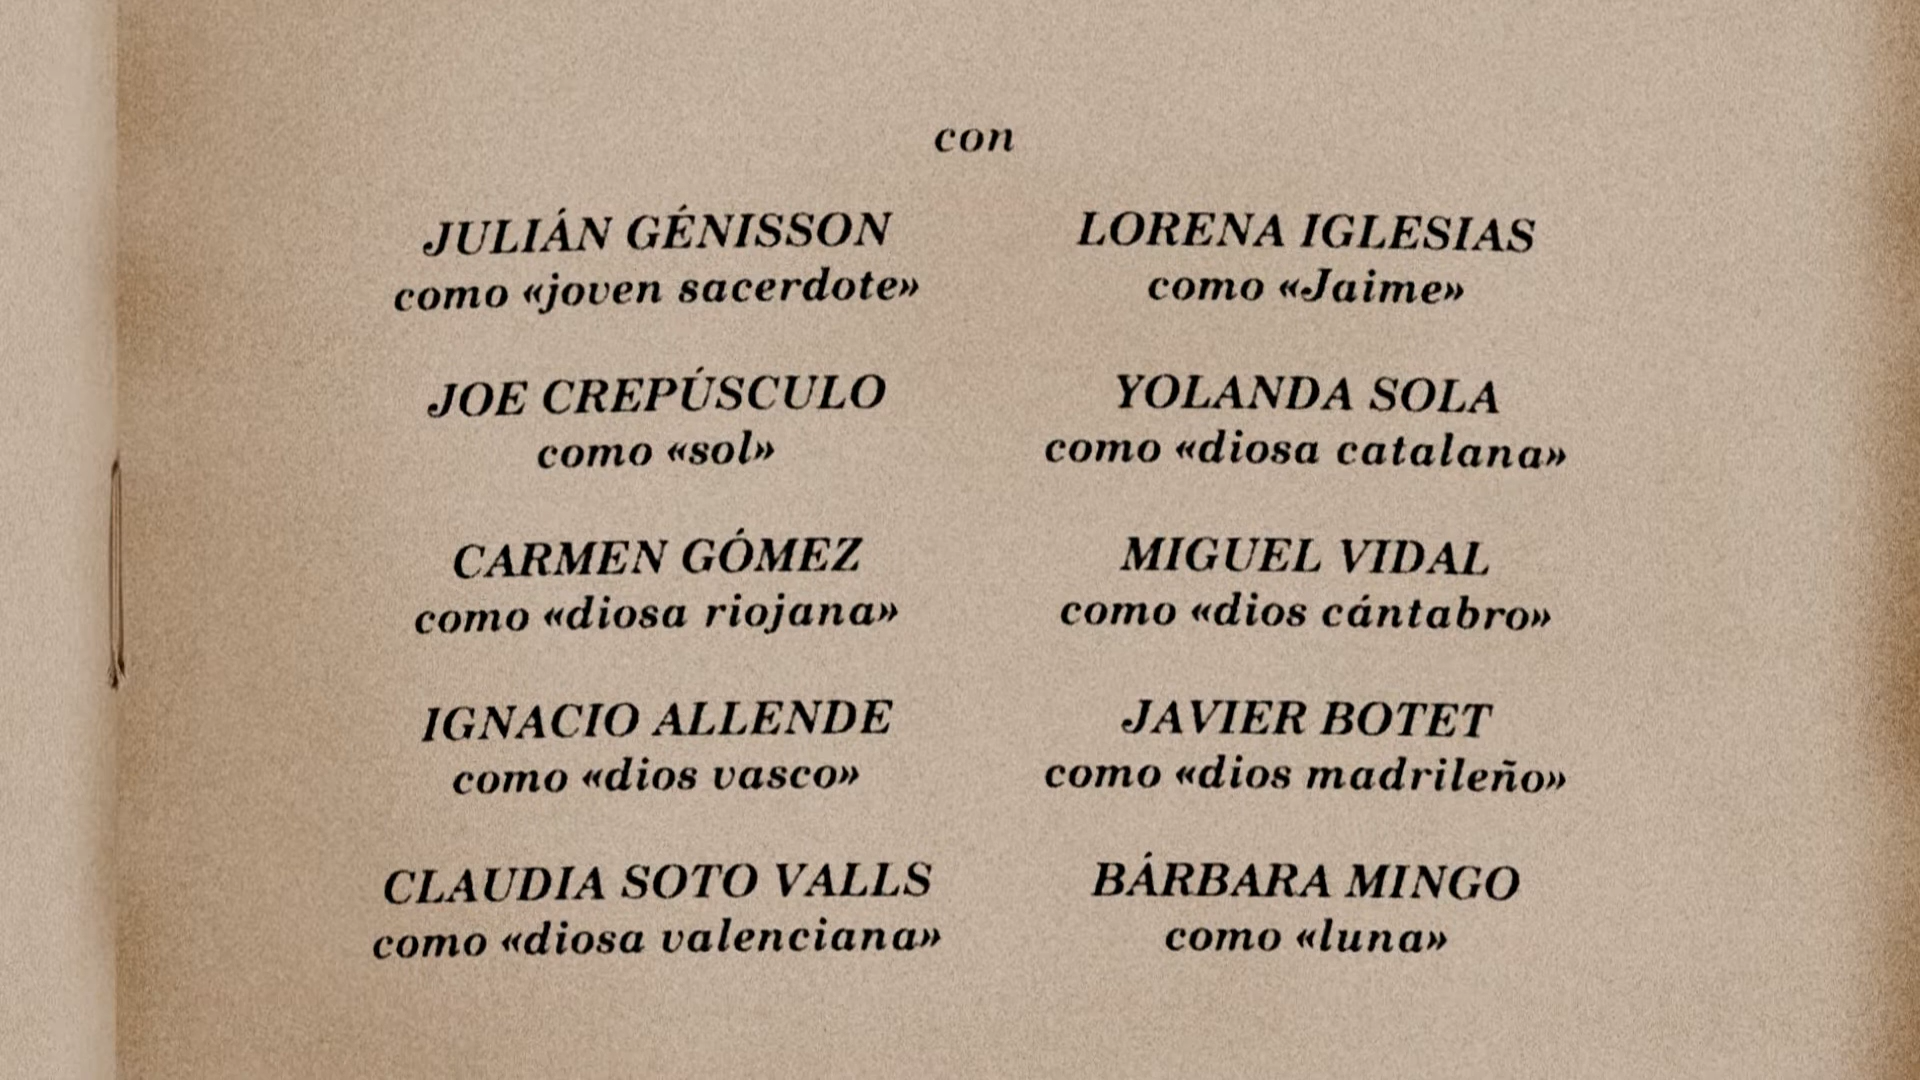 con
JULIÁN GÉNISSON
como «joven sacerdote»
LORENA IGLESIAS
como «Jaime»
JOE CREPÚSCULO
como «sol»
YOLANDA SOLA
como «diosa catalana»
CARMEN GÓMEZ
como «diosa riojana»
MIGUEL VIDAL
como «dios cántabro»
IGNACIO ALLENDE
como «dios vasco»
JAVIER BOTET
como «dios madrileño»
CLAUDIA SOTO VALLS
como «diosa valenciana»
BÁRBARA MINGO
como «luna»